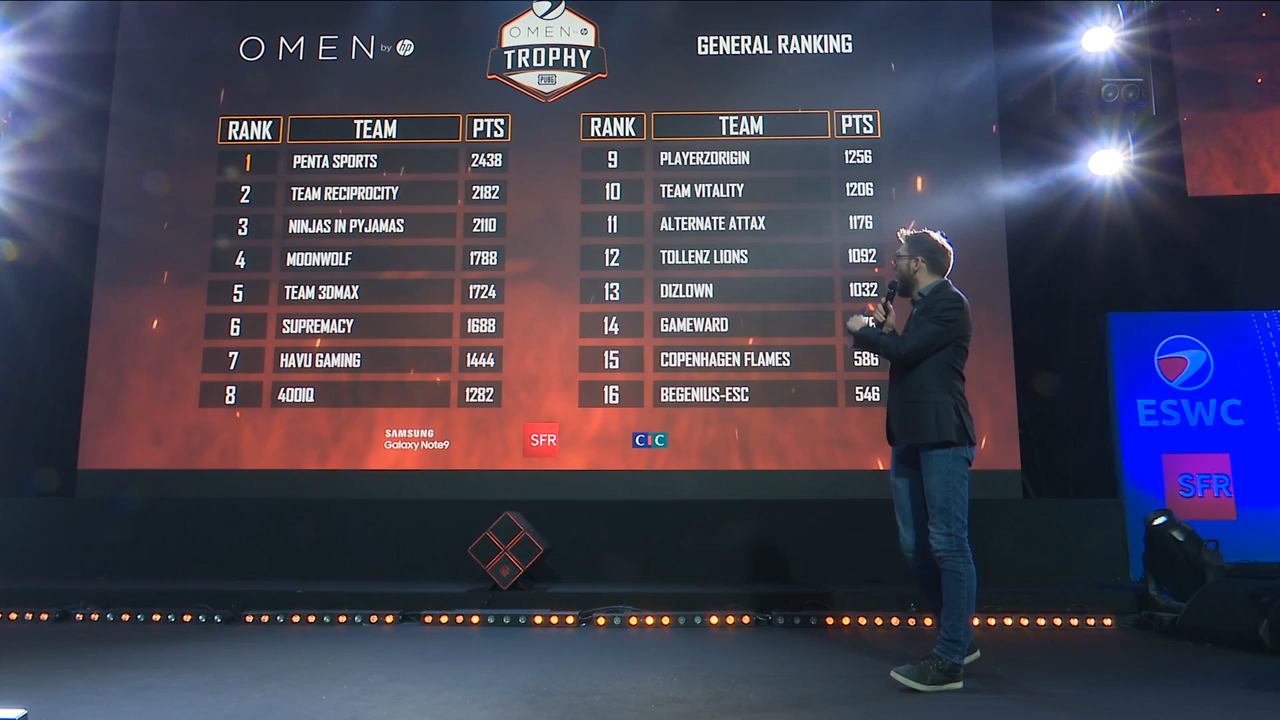 OMEN by hp
OMEN by hp
TROPHY
PUBG
GENERAL RANKING
RANK TEAM PTS
1 PENTA SPORTS 2438
2 TEAM RECIPROCITY 2182
3 NINJAS IN PYJAMAS 2110
4 MOONWOLF 1788
5 TEAM 3DMAX 1724
6 SUPREMACY 1688
7 HAVU GAMING 1444
8 400IQ 1282
RANK TEAM PTS
9 PLAYERZORIGIN 1256
10 TEAM VITALITY 1206
11 ALTERNATE ATTAX 1176
12 TOLLENZ LIONS 1092
13 DIZLOWN 1032
14 GAMEWARD
15 COPENHAGEN FLAMES 586
16 BEGENIUS-ESC 546
SAMSUNG
Galaxy Note9
SFR
CIC
ESWC
SFR